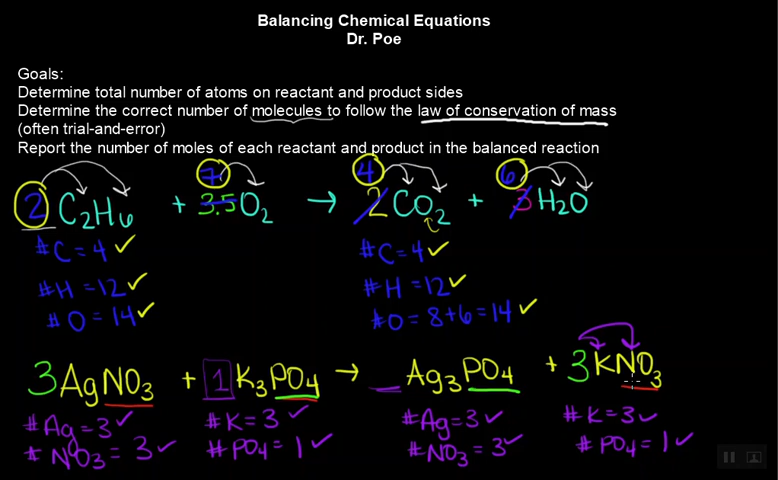 Balancing Chemical Equations
Dr. Poe
Goals:
Determine total number of atoms on reactant and product sides
Determine the correct number of molecules to follow the law of conservation of mass
(often trial-and-error)
Report the number of moles of each reactant and product in the balanced reaction
7 4 6
2 C2H6 + 3.5 O2 → 2 CO2 + 3 H2O
#C = 4 ✓ #C = 4 ✓
#H = 12 ✓ #H = 12 ✓
#O = 14 ✓ #O = 8+6 = 14 ✓
3 AgNO3 + 1 K3PO4 → _ Ag3PO4 + 3 KNO3
#Ag = 3 ✓ #K = 3 ✓ #Ag = 3 ✓ #K = 3 ✓
#NO3 = 3 ✓ #PO4 = 1 ✓ #NO3 = 3 ✓ #PO4 = 1 ✓